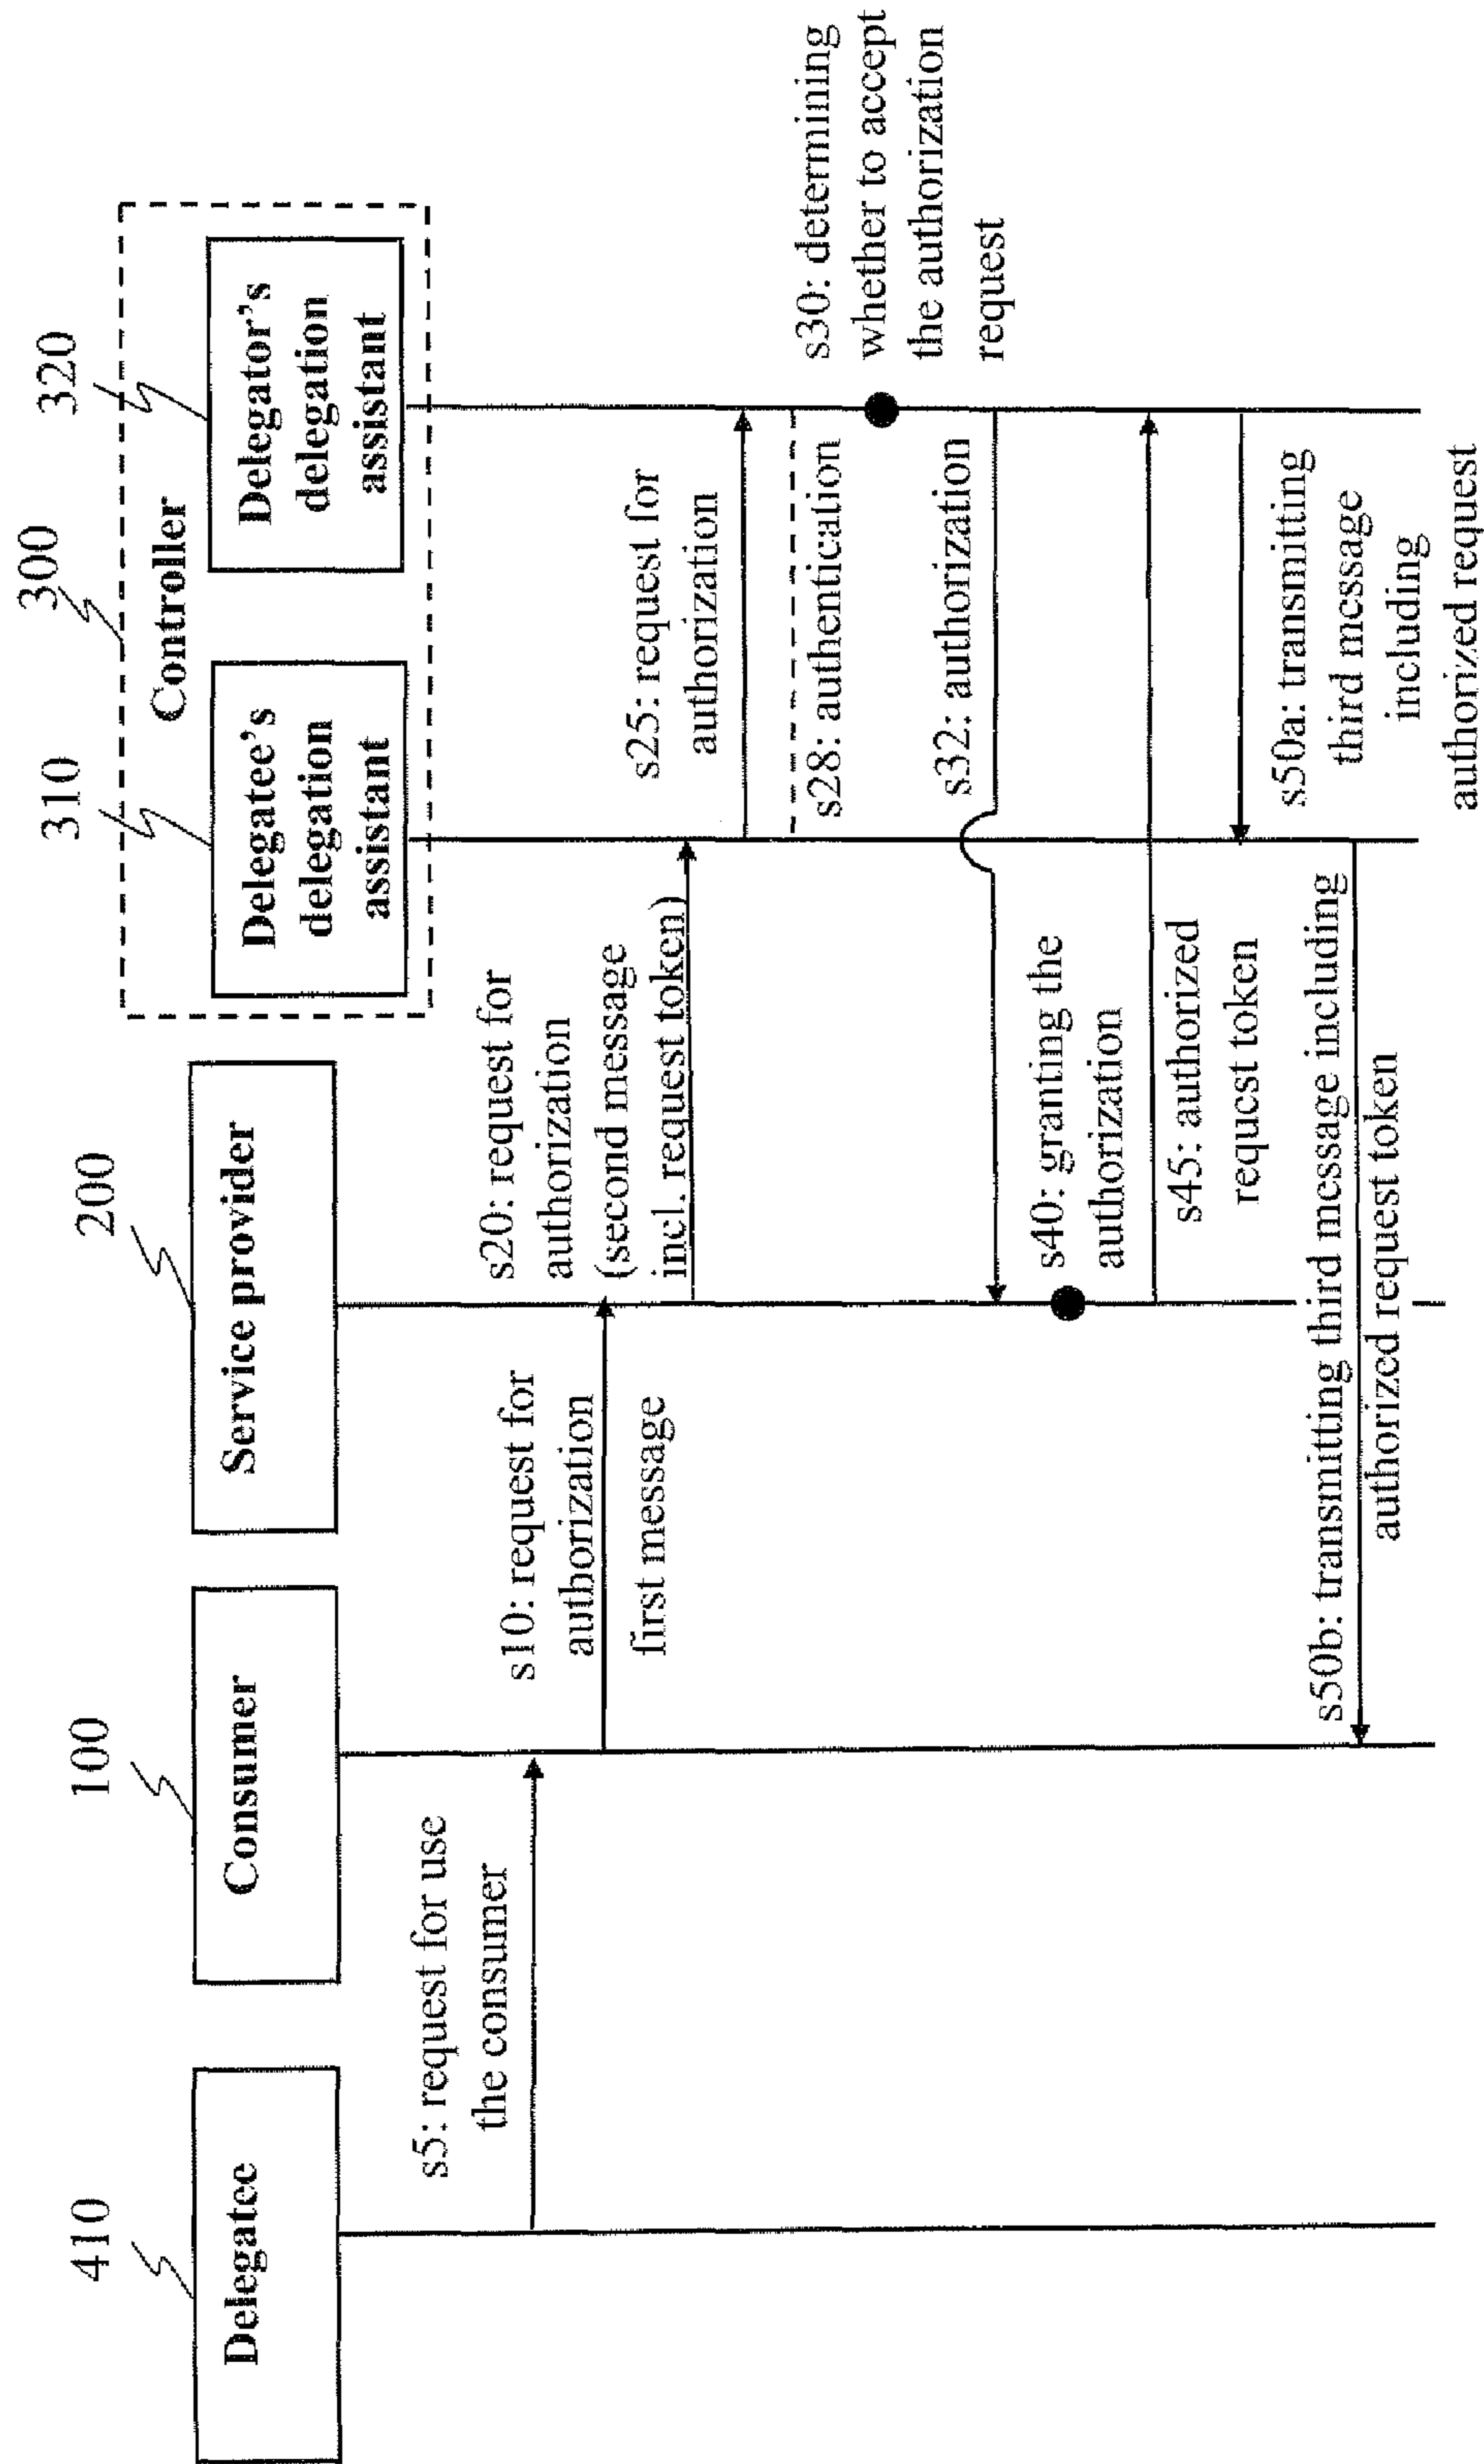 410
100
200
300
310
320
Controller
Delegatee
Consumer
Service provider
Delegatee's
delegation
assistant
Delegator's
delegation
assistant
s5: request for use
the consumer
s10: request for
authorization
first message
s20: request for
authorization
(second message
incl. request token)
s25: request for
authorization
s28: authentication
s30: determining
whether to accept
the authorization
request
s32: authorization
s40: granting the
authorization
s45: authorized
request token
s50a: transmitting
third message
including
authorized request
s50b: transmitting third message including
authorized request token